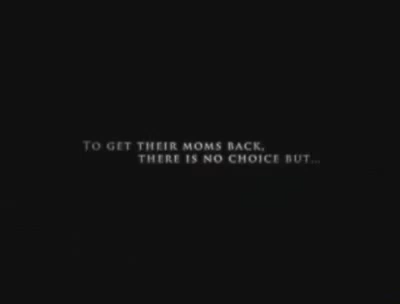 To get their moms back,
there is no choice but...